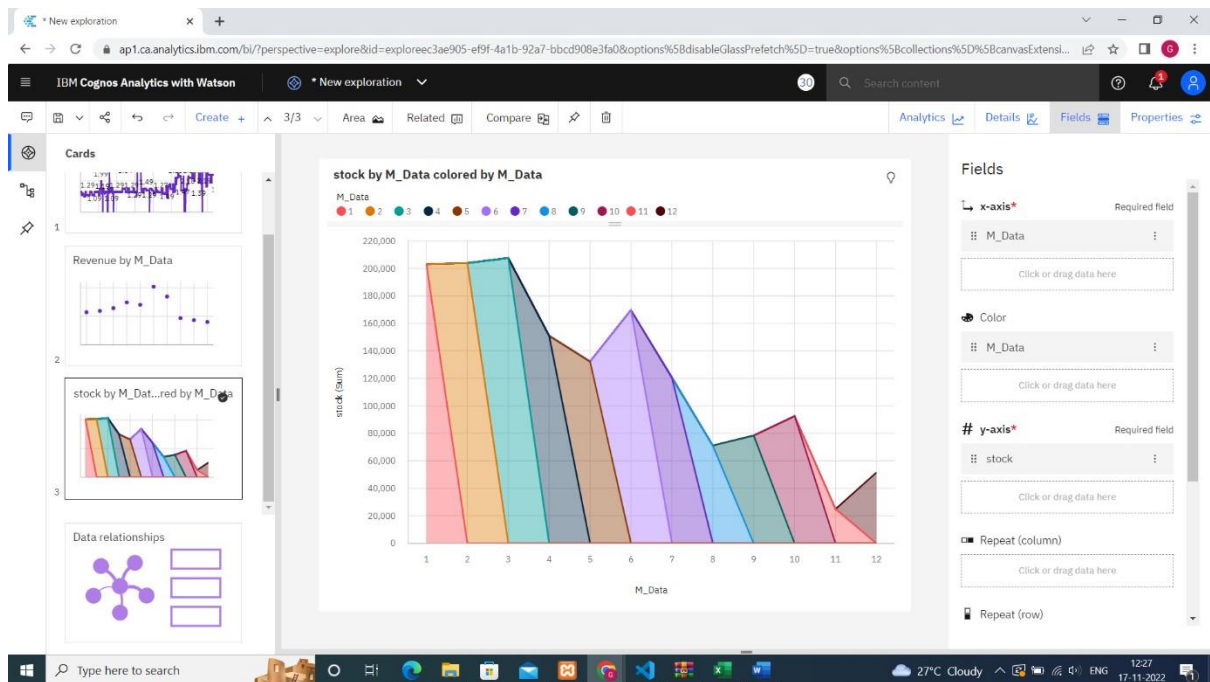 * New exploration
ap1.ca.analytics.ibm.com/bi/?perspective=explore&id=exploreec3ae905-ef9f-4a1b-92a7-bbcd908e3fa0&options%5BdisableGlassPrefetch%5D=true&options%5Bcollections%5D%5BcanvasExtensi...
G
IBM Cognos Analytics with Watson
* New exploration
30
Search content
1
Create +
3/3
Area
Related
Compare
Analytics
Details
Fields
Properties
Cards
1
Revenue by M_Data
2
stock by M_Dat...red by M_Data
3
Data relationships
stock by M_Data colored by M_Data
M_Data
1 2 3 4 5 6 7 8 9 10 11 12
stock (Sum)
220,000
200,000
180,000
160,000
140,000
120,000
100,000
80,000
60,000
40,000
20,000
0
1 2 3 4 5 6 7 8 9 10 11 12
M_Data
Fields
x-axis* Required field
M_Data
Click or drag data here
Color
M_Data
Click or drag data here
# y-axis* Required field
stock
Click or drag data here
Repeat (column)
Click or drag data here
Repeat (row)
Type here to search
27°C Cloudy
ENG
12:27
17-11-2022
1